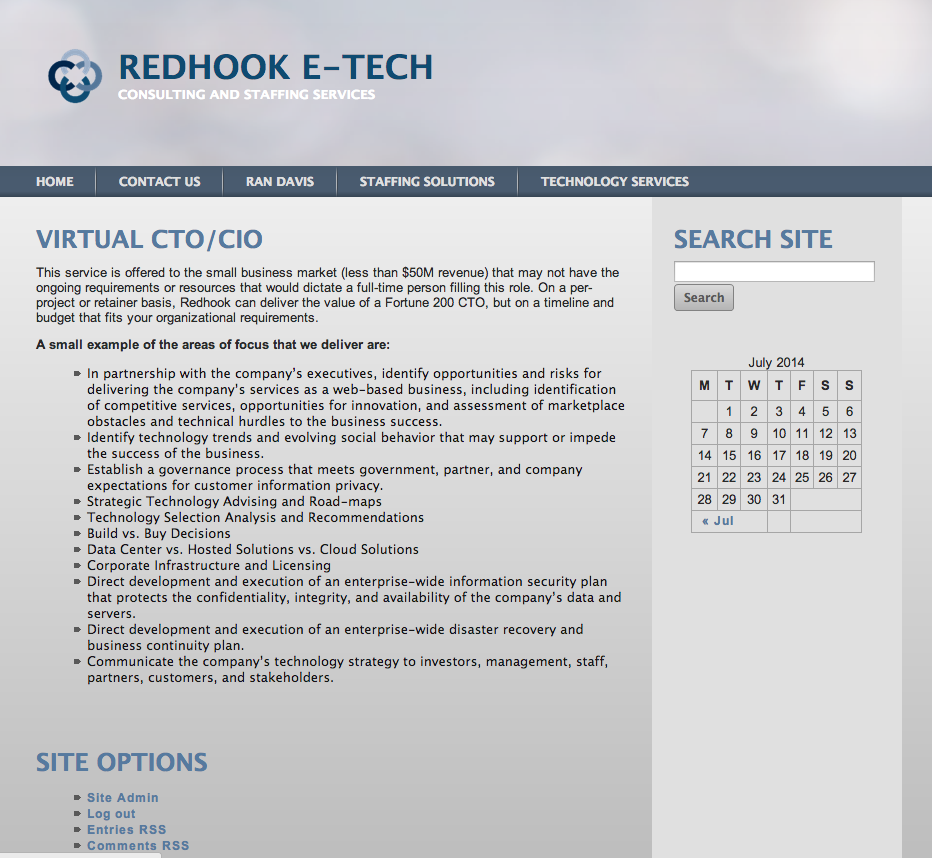 REDHOOK E-TECH
CONSULTING AND STAFFING SERVICES
HOME
CONTACT US
RAN DAVIS
STAFFING SOLUTIONS
TECHNOLOGY SERVICES
VIRTUAL CTO/CIO
This service is offered to the small business market (less than $50M revenue) that may not have the
ongoing requirements or resources that would dictate a full-time person filling this role. On a per-
project or retainer basis, Redhook can deliver the value of a Fortune 200 CTO, but on a timeline and
budget that fits your organizational requirements.
A small example of the areas of focus that we deliver are:
In partnership with the company's executives, identify opportunities and risks for
delivering the company's services as a web-based business, including identification
of competitive services, opportunities for innovation, and assessment of marketplace
obstacles and technical hurdles to the business success.
Identify technology trends and evolving social behavior that may support or impede
the success of the business.
Establish a governance process that meets government, partner, and company
expectations for customer information privacy.
Strategic Technology Advising and Road-maps
Technology Selection Analysis and Recommendations
Build vs. Buy Decisions
Data Center vs. Hosted Solutions vs. Cloud Solutions
Corporate Infrastructure and Licensing
Direct development and execution of an enterprise-wide information security plan
that protects the confidentiality, integrity, and availability of the company's data and
servers.
Direct development and execution of an enterprise-wide disaster recovery and
business continuity plan.
Communicate the company's technology strategy to investors, management, staff,
partners, customers, and stakeholders.
SITE OPTIONS
Site Admin
Log out
Entries RSS
Comments RSS
SEARCH SITE
Search
July 2014
M T W T F S S
1 2 3 4 5 6
7 8 9 10 11 12 13
14 15 16 17 18 19 20
21 22 23 24 25 26 27
28 29 30 31
« Jul